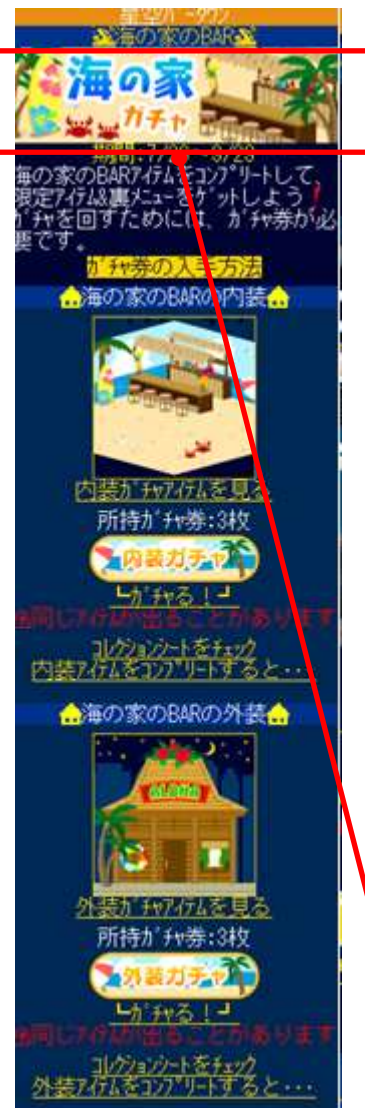 星空バータウン
海の家のBAR
海の家
ガチャ
海の家のBARｱｲﾃﾑをｺﾝﾌﾟﾘｰﾄして、
限定ｱｲﾃﾑ&裏ﾒﾆｭｰをｹﾞｯﾄしよう!
ｶﾞﾁｬを回すためには、ｶﾞﾁｬ券が必
要です。
ｶﾞﾁｬ券の入手方法
海の家のBARの内装
内装ｶﾞﾁｬｱｲﾃﾑを見る
所持ｶﾞﾁｬ券:3枚
内装ガチャ
┗ｶﾞﾁｬる!┛
同じｱｲﾃﾑが出ることがあります
ｺﾚｸｼｮﾝｼｰﾄをﾁｪｯｸ
内装ｱｲﾃﾑをｺﾝﾌﾟﾘｰﾄすると・・・
海の家のBARの外装
ALOHA
外装ｶﾞﾁｬｱｲﾃﾑを見る
所持ｶﾞﾁｬ券:3枚
外装ガチャ
┗ｶﾞﾁｬる!┛
同じｱｲﾃﾑが出ることがあります
ｺﾚｸｼｮﾝｼｰﾄをﾁｪｯｸ
外装ｱｲﾃﾑをｺﾝﾌﾟﾘｰﾄすると・・・